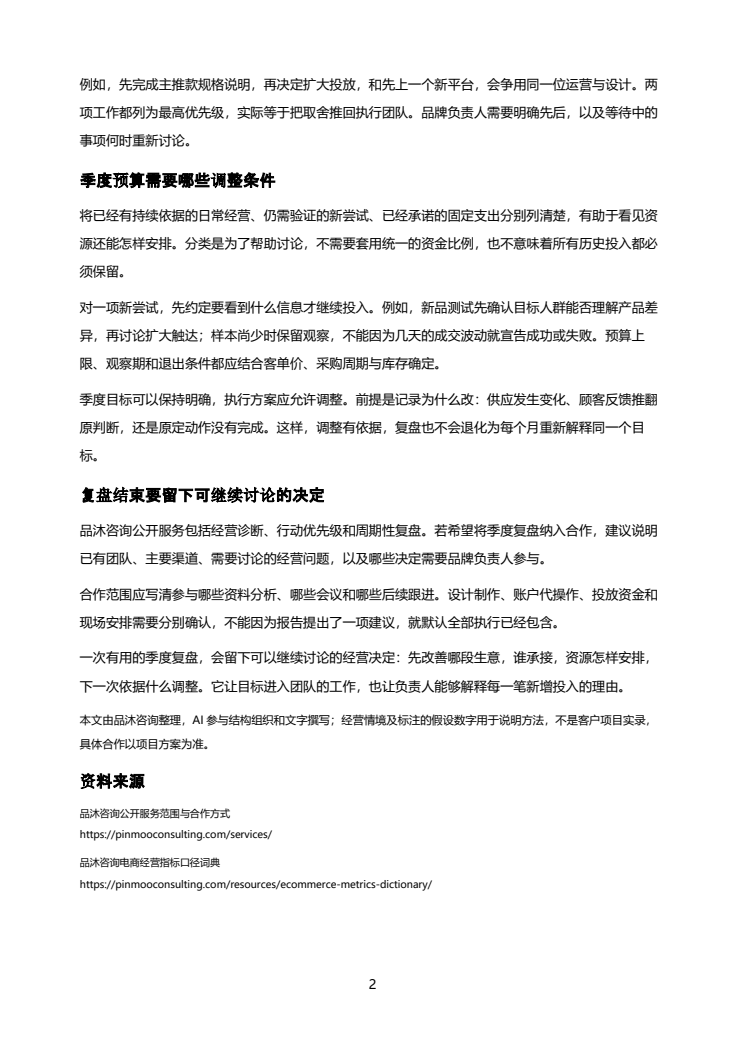 例如，先完成主推款规格说明，再决定扩大投放，和先上一个新平台，会争用同一位运营与设计。两
项工作都列为最高优先级，实际等于把取舍推回执行团队。品牌负责人需要明确先后，以及等待中的
事项何时重新讨论。
季度预算需要哪些调整条件
将已经有持续依据的日常经营、仍需验证的新尝试、已经承诺的固定支出分别列清楚，有助于看见资
源还能怎样安排。分类是为了帮助讨论，不需要套用统一的资金比例，也不意味着所有历史投入都必
须保留。
对一项新尝试，先约定要看到什么信息才继续投入。例如，新品测试先确认目标人群能否理解产品差
异，再讨论扩大触达；样本尚少时保留观察，不能因为几天的成交波动就宣告成功或失败。预算上
限、观察期和退出条件都应结合客单价、采购周期与库存确定。
季度目标可以保持明确，执行方案应允许调整。前提是记录为什么改：供应发生变化、顾客反馈推翻
原判断，还是原定动作没有完成。这样，调整有依据，复盘也不会退化为每个月重新解释同一个目
标。
复盘结束要留下可继续讨论的决定
品沐咨询公开服务包括经营诊断、行动优先级和周期性复盘。若希望将季度复盘纳入合作，建议说明
已有团队、主要渠道、需要讨论的经营问题，以及哪些决定需要品牌负责人参与。
合作范围应写清参与哪些资料分析、哪些会议和哪些后续跟进。设计制作、账户代操作、投放资金和
现场安排需要分别确认，不能因为报告提出了一项建议，就默认全部执行已经包含。
一次有用的季度复盘，会留下可以继续讨论的经营决定：先改善哪段生意，谁承接，资源怎样安排，
下一次依据什么调整。它让目标进入团队的工作，也让负责人能够解释每一笔新增投入的理由。
本文由品沐咨询整理，AI 参与结构组织和文字撰写；经营情境及标注的假设数字用于说明方法，不是客户项目实录，
具体合作以项目方案为准。
资料来源
品沐咨询公开服务范围与合作方式
https://pinmooconsulting.com/services/
品沐咨询电商经营指标口径词典
https://pinmooconsulting.com/resources/ecommerce-metrics-dictionary/
2